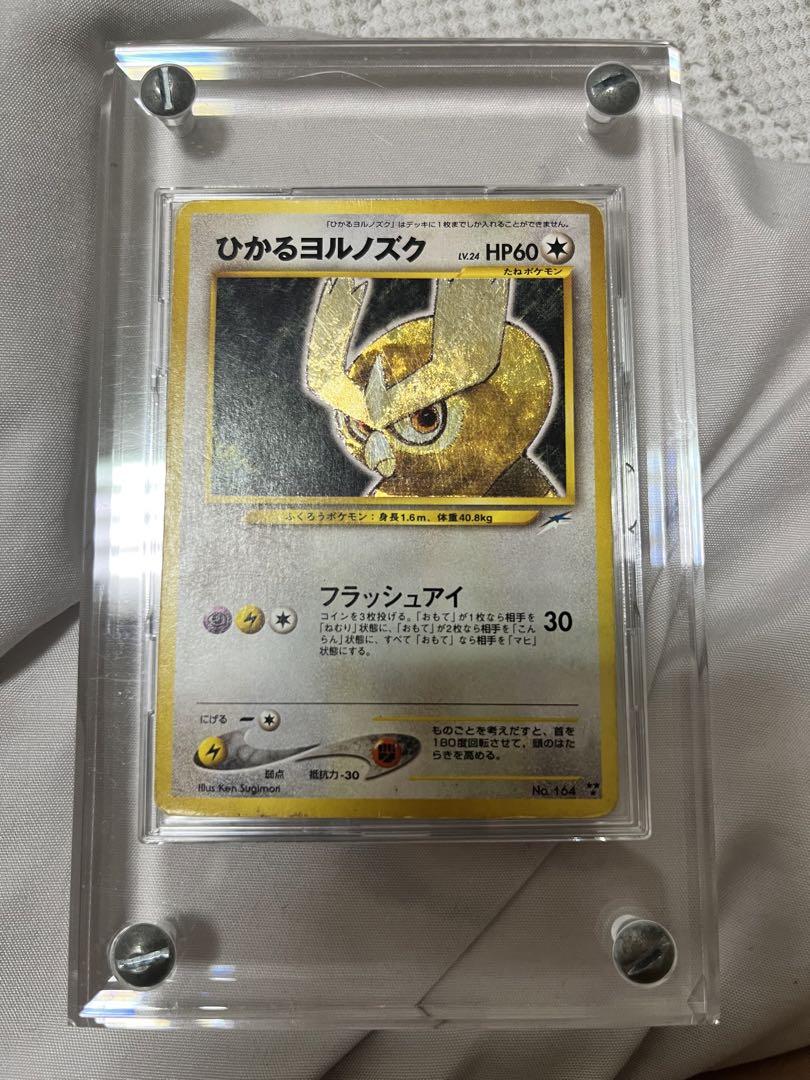 「ひかるヨルノズク」はデッキに1枚までしか入れることができません。
ひかるヨルノズク LV.24 HP60
たねポケモン
ふくろうポケモン：身長1.6m、体重40.8kg
フラッシュアイ
コインを3枚投げる。「おもて」が1枚なら相手を
「ねむり」状態に、「おもて」が2枚なら相手を「こん
らん」状態に、すべて「おもて」なら相手を「マヒ」
状態にする。
30
にげる
弱点 抵抗力-30
ものごとを考えだすと、首を
180度回転させて、頭のはた
らきを高める。
Illus. Ken Sugimori
No. 164